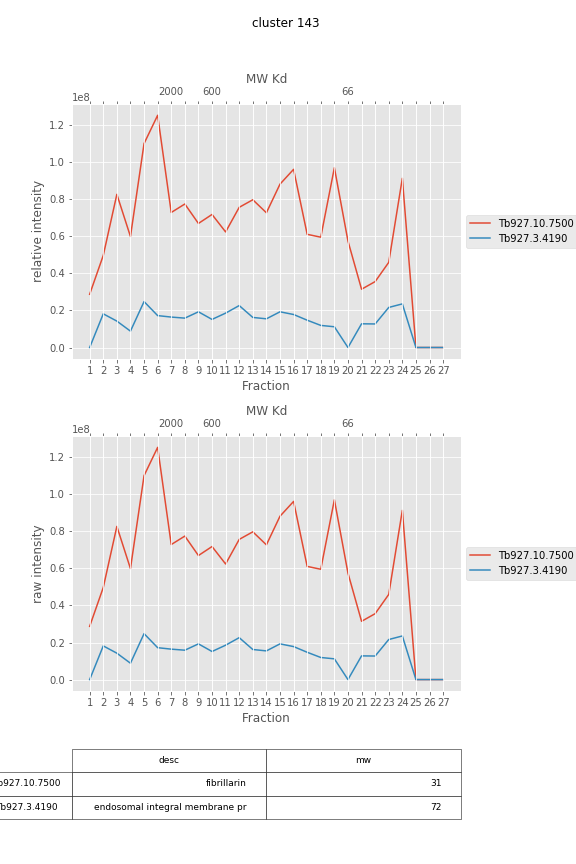 cluster 143
MW Kd
2000 600 66
1e8
relative intensity
1.2
1.0
0.8
0.6
0.4
0.2
0.0
1 2 3 4 5 6 7 8 9 10 11 12 13 14 15 16 17 18 19 20 21 22 23 24 25 26 27
Fraction
Tb927.10.7500
Tb927.3.4190
MW Kd
2000 600 66
1e8
raw intensity
1.2
1.0
0.8
0.6
0.4
0.2
0.0
1 2 3 4 5 6 7 8 9 10 11 12 13 14 15 16 17 18 19 20 21 22 23 24 25 26 27
Fraction
Tb927.10.7500
Tb927.3.4190
desc mw
b927.10.7500 fibrillarin 31
b927.3.4190 endosomal integral membrane pr 72